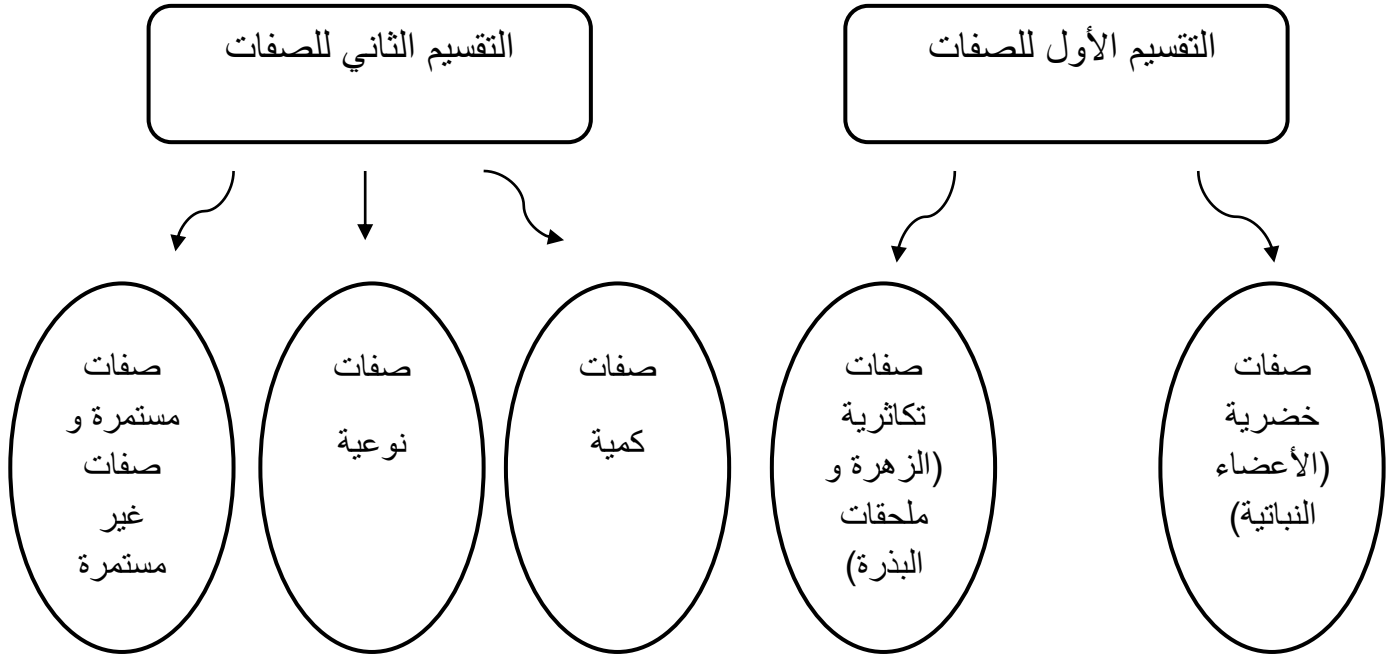 التقسيم الأول للصفات
التقسيم الثاني للصفات
صفات
خضرية
(الأعضاء
النباتية)
صفات
تكاثرية
(الزهرة و
ملحقات
البذرة)
صفات
كمية
صفات
نوعية
صفات
مستمرة و
صفات
غير
مستمرة